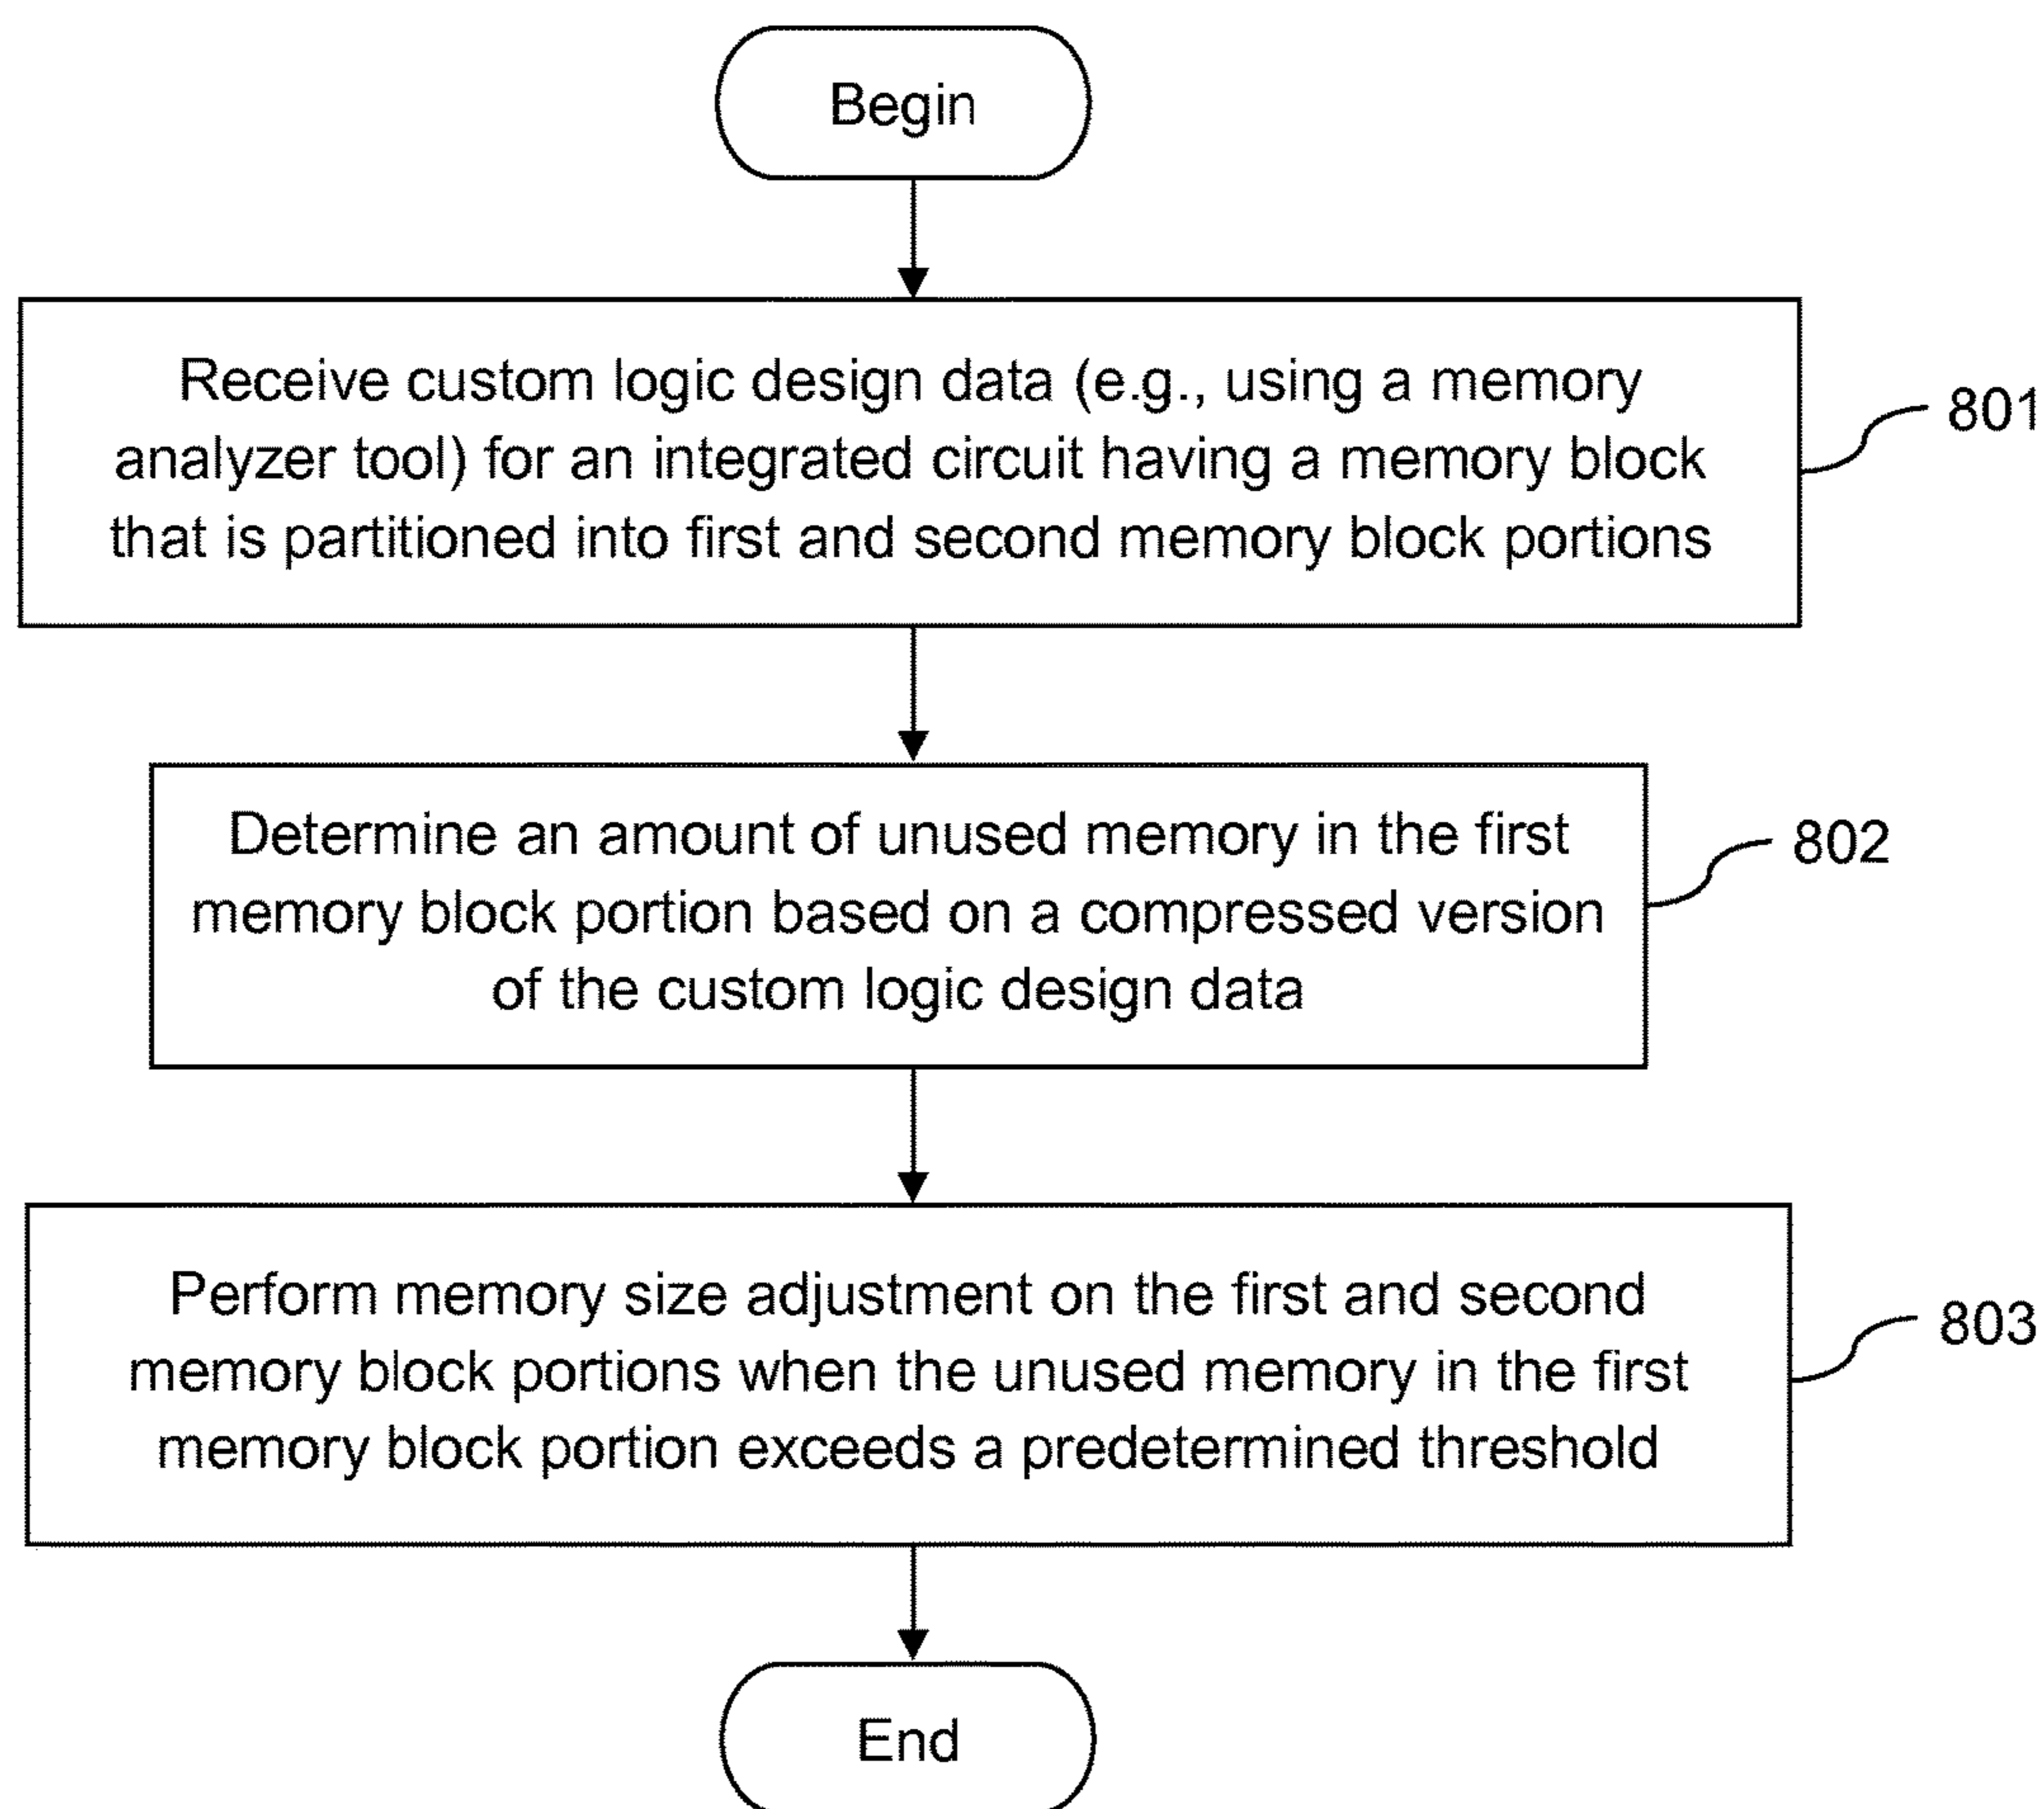 Begin
Receive custom logic design data (e.g., using a memory
analyzer tool) for an integrated circuit having a memory block
that is partitioned into first and second memory block portions
801
Determine an amount of unused memory in the first
memory block portion based on a compressed version
of the custom logic design data
802
Perform memory size adjustment on the first and second
memory block portions when the unused memory in the first
memory block portion exceeds a predetermined threshold
803
End